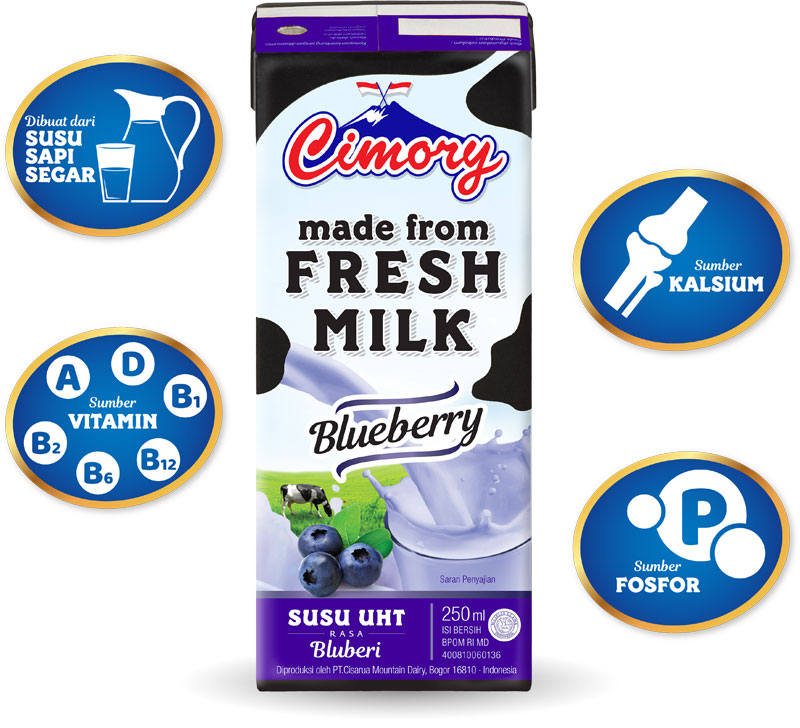 Dibuat dari
SUSU
SAPI
SEGAR
Cimory
made from
FRESH
MILK
Blueberry
Sumber
KALSIUM
A
D
B1
Sumber
VITAMIN
B2
B6
B12
P
Sumber
FOSFOR
Saran Penyajian
SUSU UHT
RASA
Bluberi
250 ml
ISI BERSIH
BPOM RI MD
400810060136
Diproduksi oleh PT.Cisarua Mountain Dairy, Bogor 16810 - Indonesia